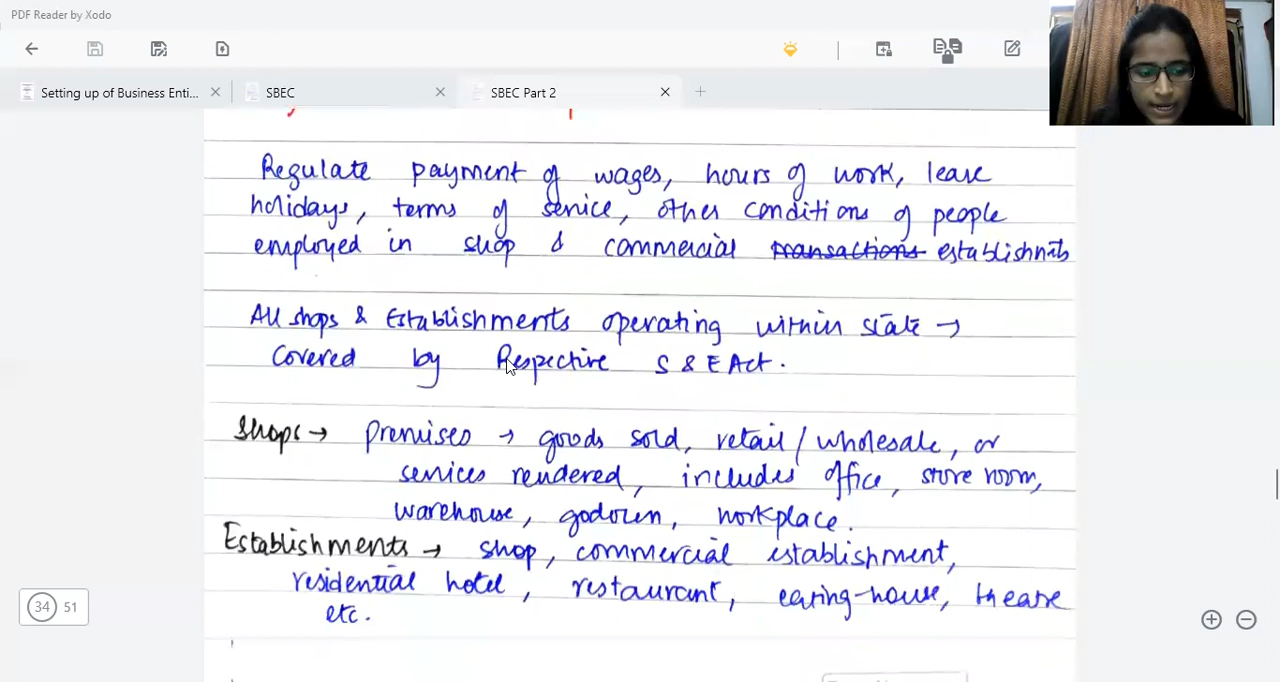 PDF Reader by Xodo
Setting up of Business Enti...
SBEC
SBEC Part 2
Regulate payment of wages, hours of work, leave
holidays, terms of service, other conditions of people
employed in shop & commercial transactions establishmts
All shops & Establishments operating within state →
covered by Respective S & E Act.
Shops → premises → goods sold, retail / wholesale, or
services rendered, includes office, store room,
warehouse, godown, workplace.
Establishments → shop, commercial establishment,
residential hotel, restaurant, eating-house, theatre
etc.
34 51